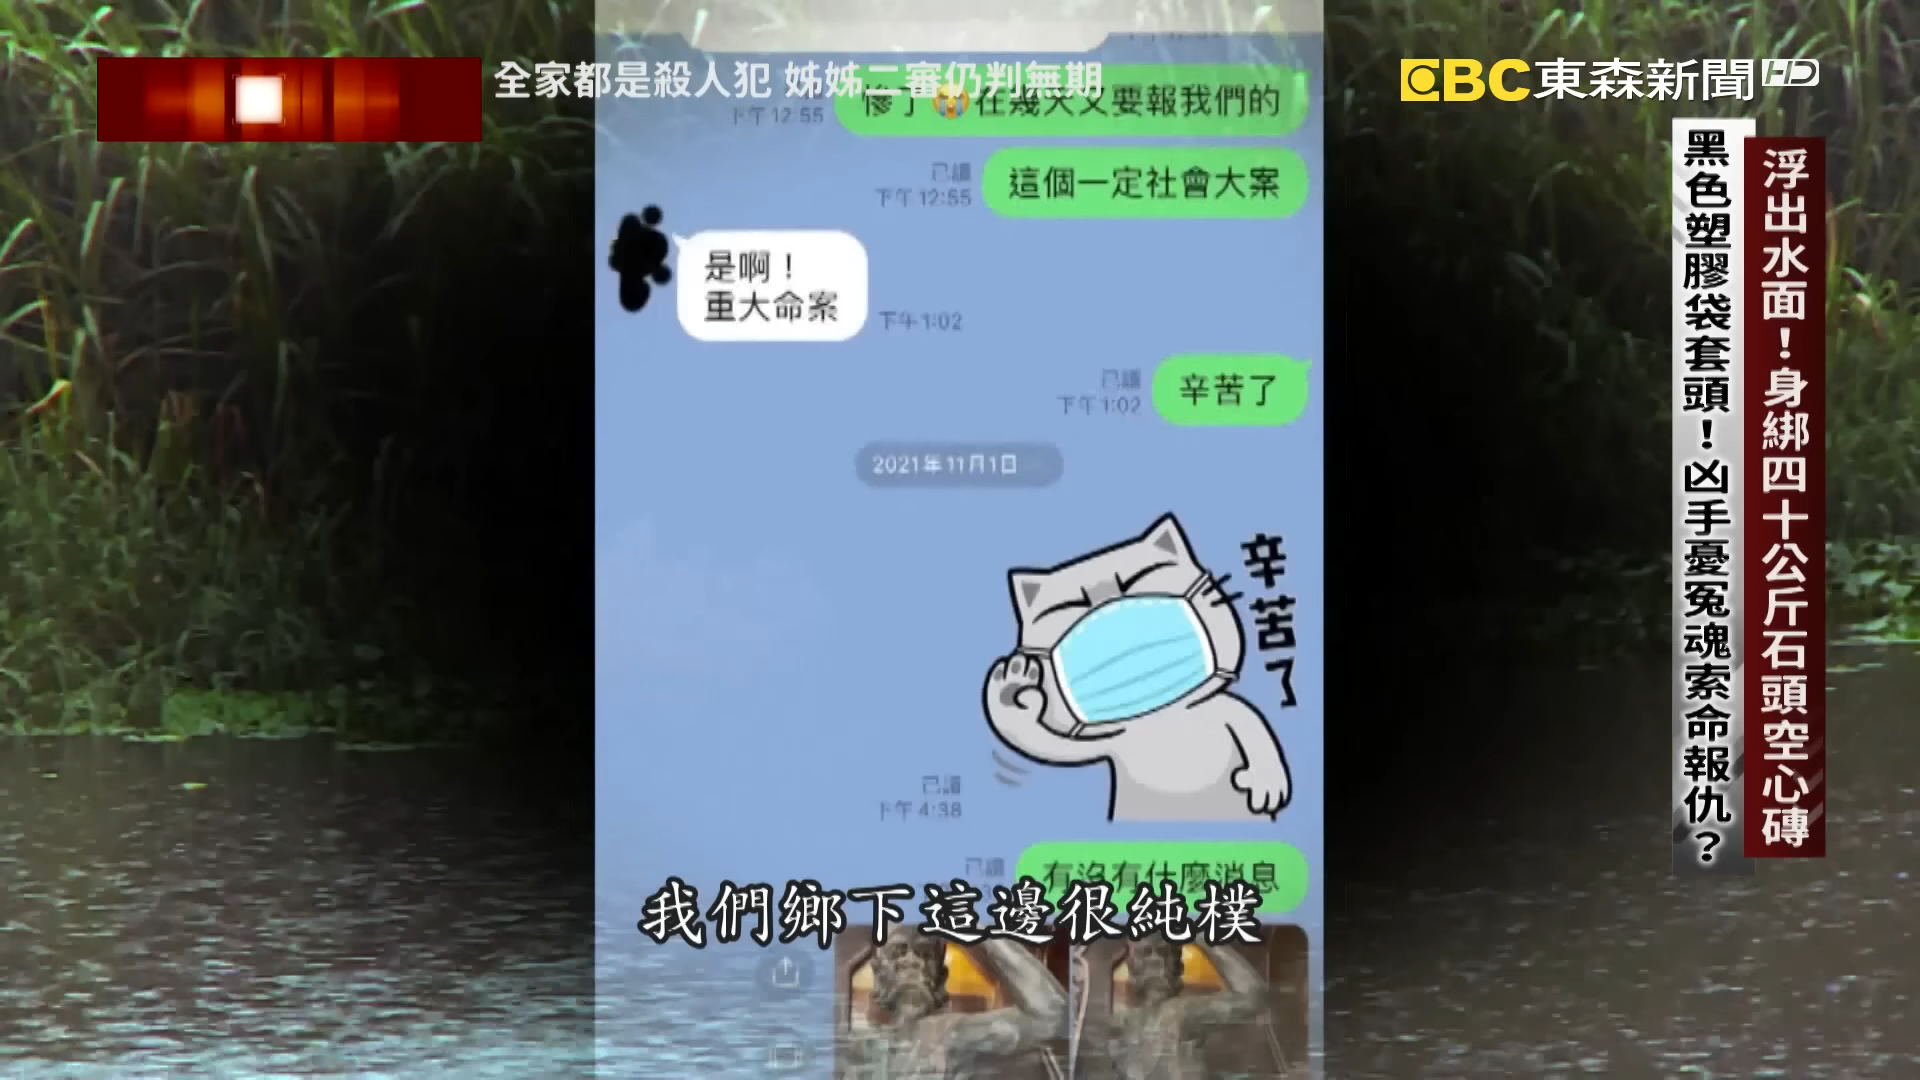 全家都是殺人犯 姊姊二審仍判無期
EBC東森新聞HD
浮出水面！身綁四十公斤石頭空心磚
黑色塑膠袋套頭！凶手憂冤魂索命報仇？
慘了😭在幾天又要報我們的
下午12:55
這個一定社會大案
已讀
下午12:55
是啊！
重大命案
下午1:02
辛苦了
已讀
下午1:02
2021年11月1日
辛苦了
已讀
下午4:38
有沒有什麼消息
已讀
我們鄉下這邊很純樸